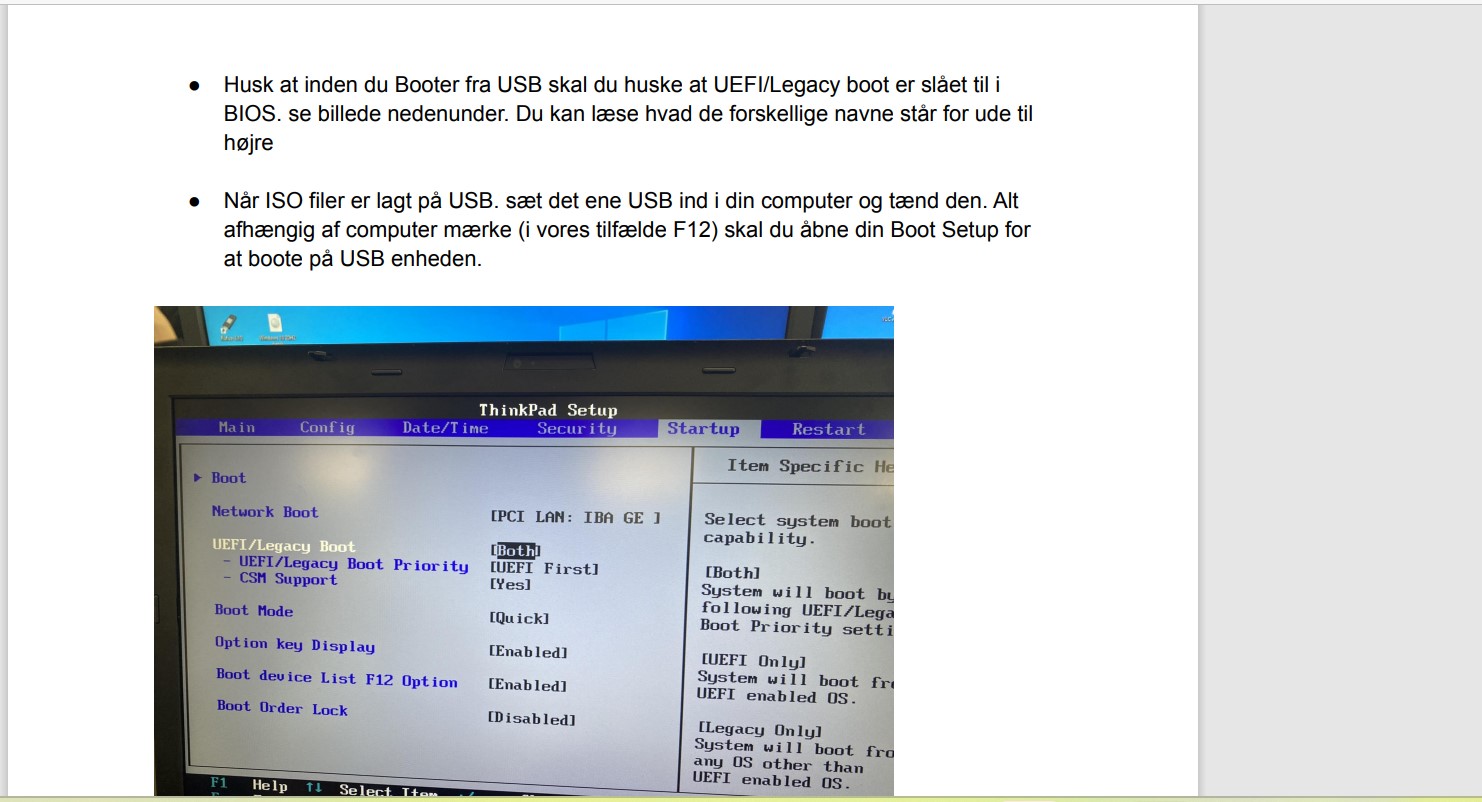 ● Husk at inden du Booter fra USB skal du huske at UEFI/Legacy boot er slået til i
BIOS. se billede nedenunder. Du kan læse hvad de forskellige navne står for ude til
højre
● Når ISO filer er lagt på USB. sæt det ene USB ind i din computer og tænd den. Alt
afhængig af computer mærke (i vores tilfælde F12) skal du åbne din Boot Setup for
at boote på USB enheden.
ThinkPad Setup
Main Config Date/Time Security Startup Restart
Item Specific He
Boot
Network Boot [PCI LAN: IBA GE ]
UEFI/Legacy Boot [Both]
- UEFI/Legacy Boot Priority [UEFI First]
- CSM Support [Yes]
Boot Mode [Quick]
Option key Display [Enabled]
Boot device List F12 Option [Enabled]
Boot Order Lock [Disabled]
Select system boot
capability.
[Both]
System will boot by
following UEFI/Lega
Boot Priority setti
[UEFI Only]
System will boot fr
UEFI enabled OS.
[Legacy Only]
System will boot fro
any OS other than
UEFI enabled OS.
F1 Help ↑↓ Select Item